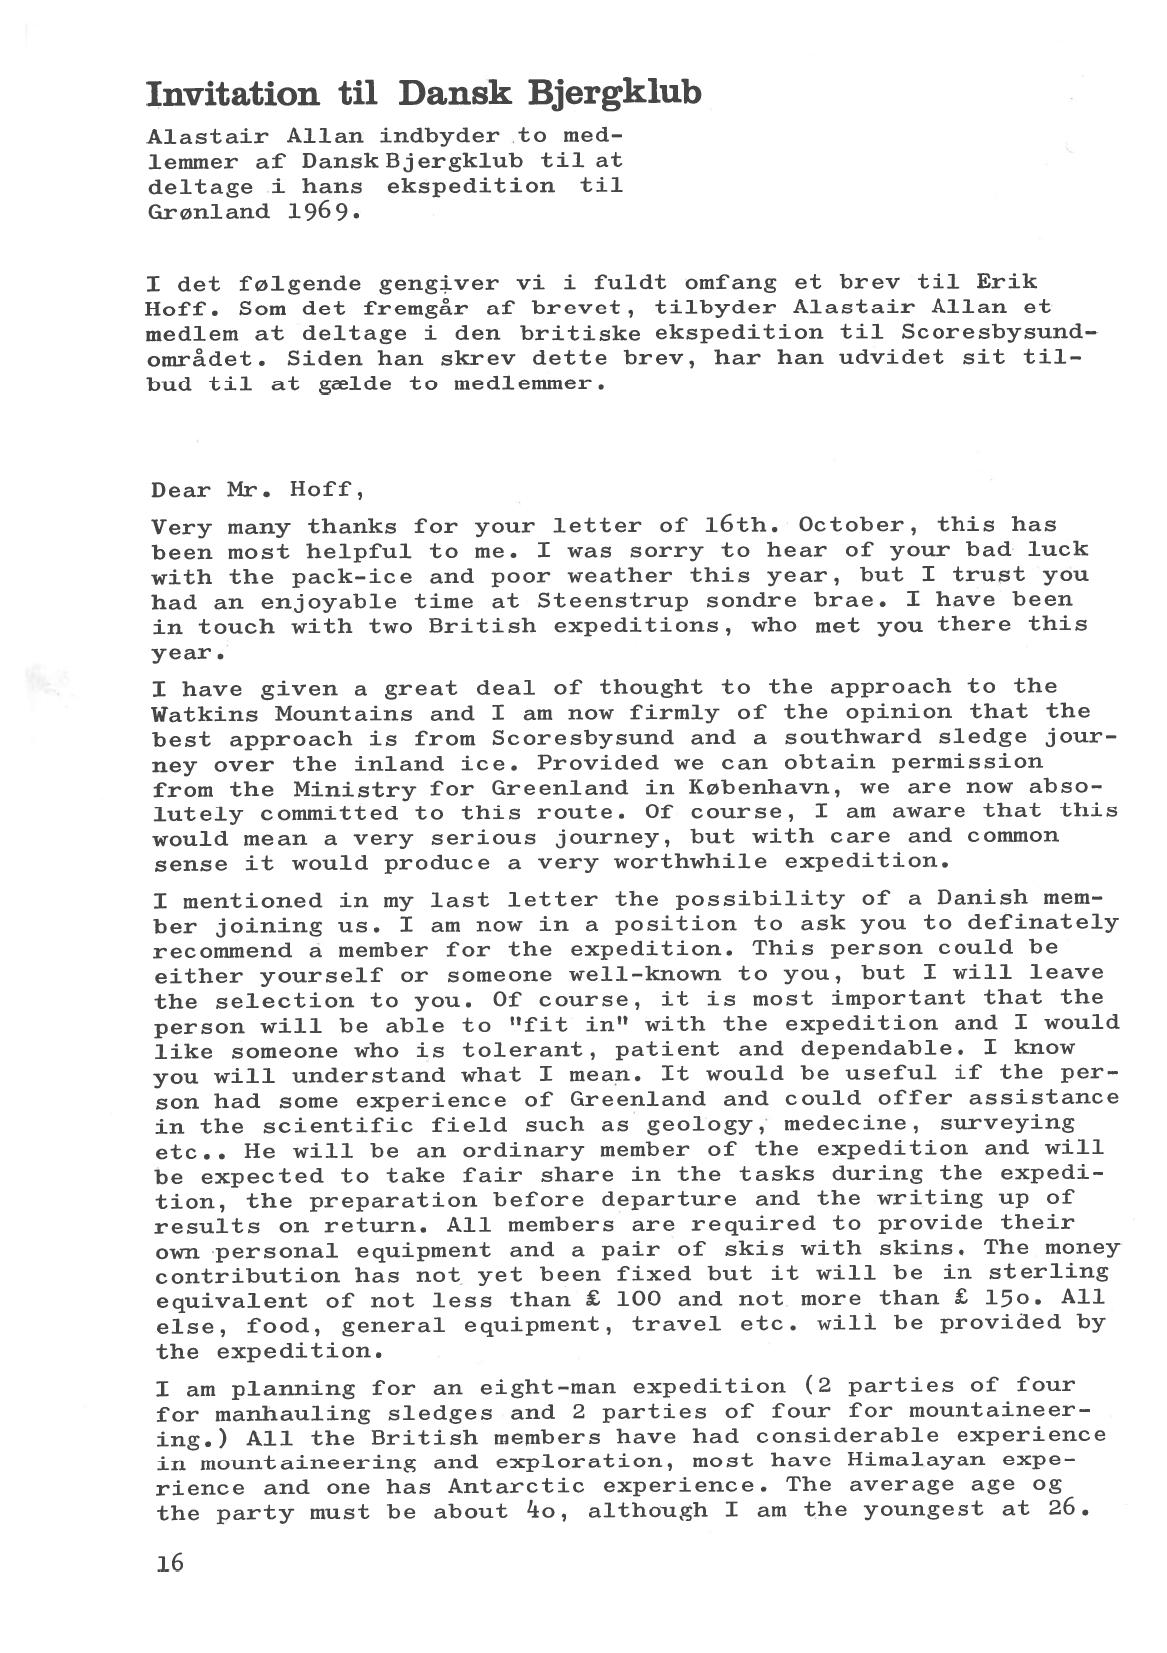 Invitation til Dansk Bjergklub
Alastair Allan indbyder to med-
lemmer af Dansk Bjergklub til at
deltage i hans ekspedition til
Grønland 1969.
I det følgende gengiver vi i fuldt omfang et brev til Erik
Hoff. Som det fremgår af brevet, tilbyder Alastair Allan et
medlem at deltage i den britiske ekspedition til Scoresbysund-
området. Siden han skrev dette brev, har han udvidet sit til-
bud til at gælde to medlemmer.
Dear Mr. Hoff,
Very many thanks for your letter of 16th. October, this has
been most helpful to me. I was sorry to hear of your bad luck
with the pack-ice and poor weather this year, but I trust you
had an enjoyable time at Steenstrup sondre brae. I have been
in touch with two British expeditions, who met you there this
year.
I have given a great deal of thought to the approach to the
Watkins Mountains and I am now firmly of the opinion that the
best approach is from Scoresbysund and a southward sledge jour-
ney over the inland ice. Provided we can obtain permission
from the Ministry for Greenland in København, we are now abso-
lutely committed to this route. Of course, I am aware that this
would mean a very serious journey, but with care and common
sense it would produce a very worthwhile expedition.
I mentioned in my last letter the possibility of a Danish mem-
ber joining us. I am now in a position to ask you to definately
recommend a member for the expedition. This person could be
either yourself or someone well-known to you, but I will leave
the selection to you. Of course, it is most important that the
person will be able to "fit in" with the expedition and I would
like someone who is tolerant, patient and dependable. I know
you will understand what I mean. It would be useful if the per-
son had some experience of Greenland and could offer assistance
in the scientific field such as geology, medecine, surveying
etc.. He will be an ordinary member of the expedition and will
be expected to take fair share in the tasks during the expedi-
tion, the preparation before departure and the writing up of
results on return. All members are required to provide their
own personal equipment and a pair of skis with skins. The money
contribution has not yet been fixed but it will be in sterling
equivalent of not less than £ 100 and not more than £ 15o. All
else, food, general equipment, travel etc. will be provided by
the expedition.
I am planning for an eight-man expedition (2 parties of four
for manhauling sledges and 2 parties of four for mountaineer-
ing.) All the British members have had considerable experience
in mountaineering and exploration, most have Himalayan expe-
rience and one has Antarctic experience. The average age og
the party must be about 4o, although I am the youngest at 26.
16